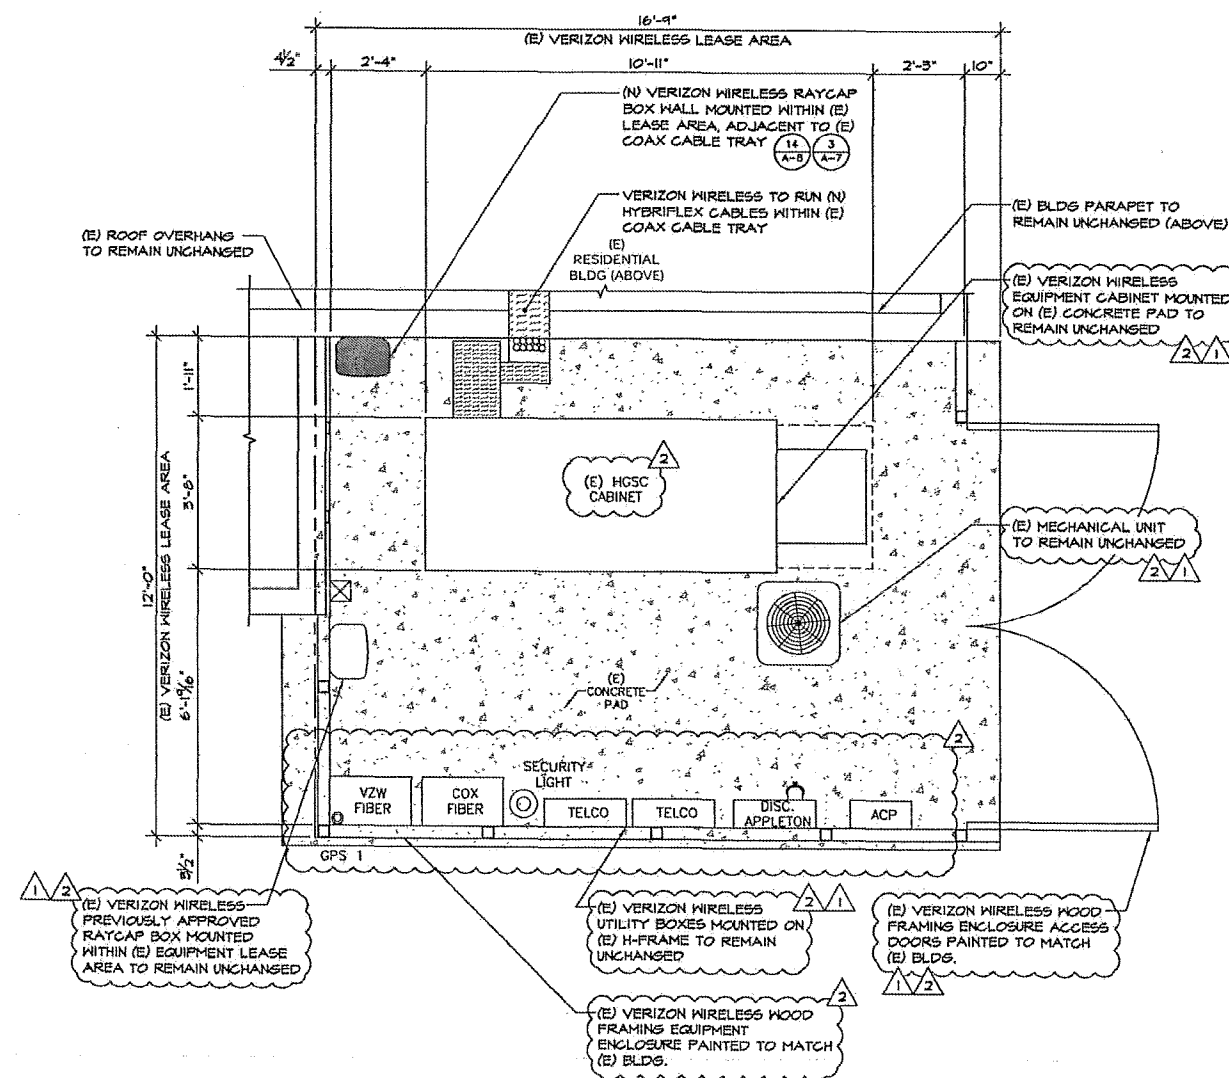 16'-9"
(E) VERIZON WIRELESS LEASE AREA
4½"
2'-4"
10'-11"
2'-3"
10"
(N) VERIZON WIRELESS RAYCAP
BOX WALL MOUNTED WITHIN (E)
LEASE AREA, ADJACENT TO (E)
COAX CABLE TRAY
14
A-8
3
A-7
VERIZON WIRELESS TO RUN (N)
HYBRIFLEX CABLES WITHIN (E)
COAX CABLE TRAY
(E) BLDG PARAPET TO
REMAIN UNCHANGED (ABOVE)
(E) ROOF OVERHANG
TO REMAIN UNCHANGED
(E)
RESIDENTIAL
BLDG (ABOVE)
(E) VERIZON WIRELESS
EQUIPMENT CABINET MOUNTED
ON (E) CONCRETE PAD TO
REMAIN UNCHANGED
2
1
1'-11"
3'-8"
(E) VERIZON WIRELESS LEASE AREA
12'-0"
2
(E) HGSC
CABINET
(E) MECHANICAL UNIT
TO REMAIN UNCHANGED
2
1
(E)
CONCRETE
PAD
2
SECURITY
LIGHT
VZW
FIBER
COX
FIBER
TELCO
TELCO
DISC.
APPLETON
ACP
GPS 1
3½"
1
2
(E) VERIZON WIRELESS
PREVIOUSLY APPROVED
RAYCAP BOX MOUNTED
WITHIN (E) EQUIPMENT LEASE
AREA TO REMAIN UNCHANGED
(E) VERIZON WIRELESS
UTILITY BOXES MOUNTED ON
(E) H-FRAME TO REMAIN
UNCHANGED
2
1
(E) VERIZON WIRELESS WOOD
FRAMING ENCLOSURE ACCESS
DOORS PAINTED TO MATCH
(E) BLDG.
1
2
2
(E) VERIZON WIRELESS WOOD
FRAMING EQUIPMENT
ENCLOSURE PAINTED TO MATCH
(E) BLDG.